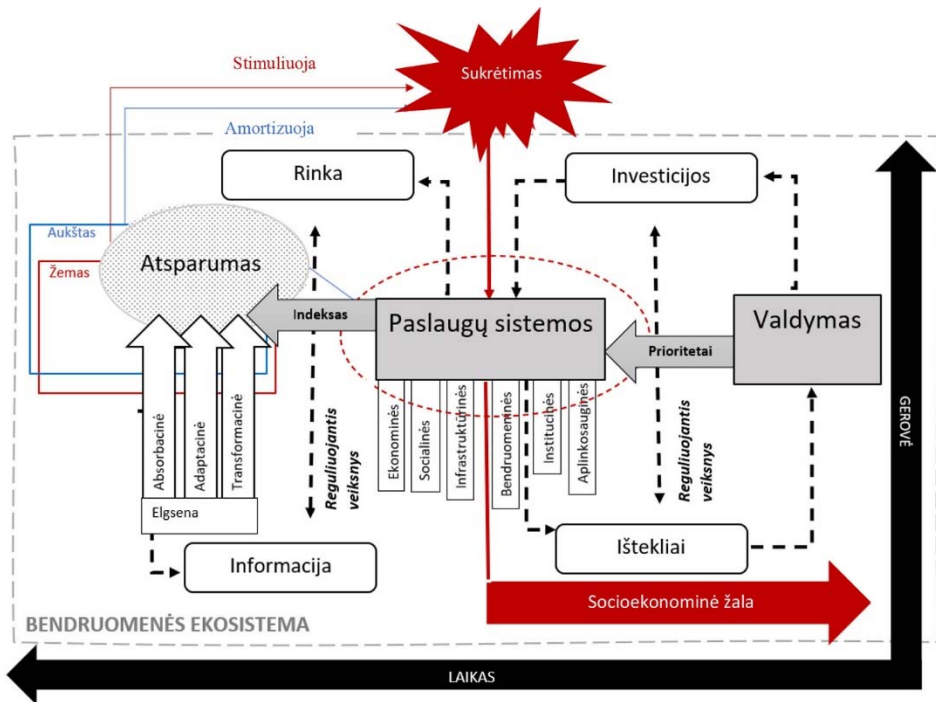 Stimuliuoja
Sukrėtimas
Amortizuoja
Rinka
Investicijos
Aukštas
Žemas
Atsparumas
Indeksas
Paslaugų sistemos
Prioritetai
Valdymas
GEROVĖ
Absorbacinė
Adaptacinė
Transformacinė
Elgsena
Reguliuojantis
veiksnys
Ekonominės
Socialinės
Infrastruktūrinės
Bendruomeninės
Institucinės
Aplinkosauginės
Reguliuojantis
veiksnys
Informacija
Ištekliai
Socioekonominė žala
BENDRUOMENĖS EKOSISTEMA
LAIKAS